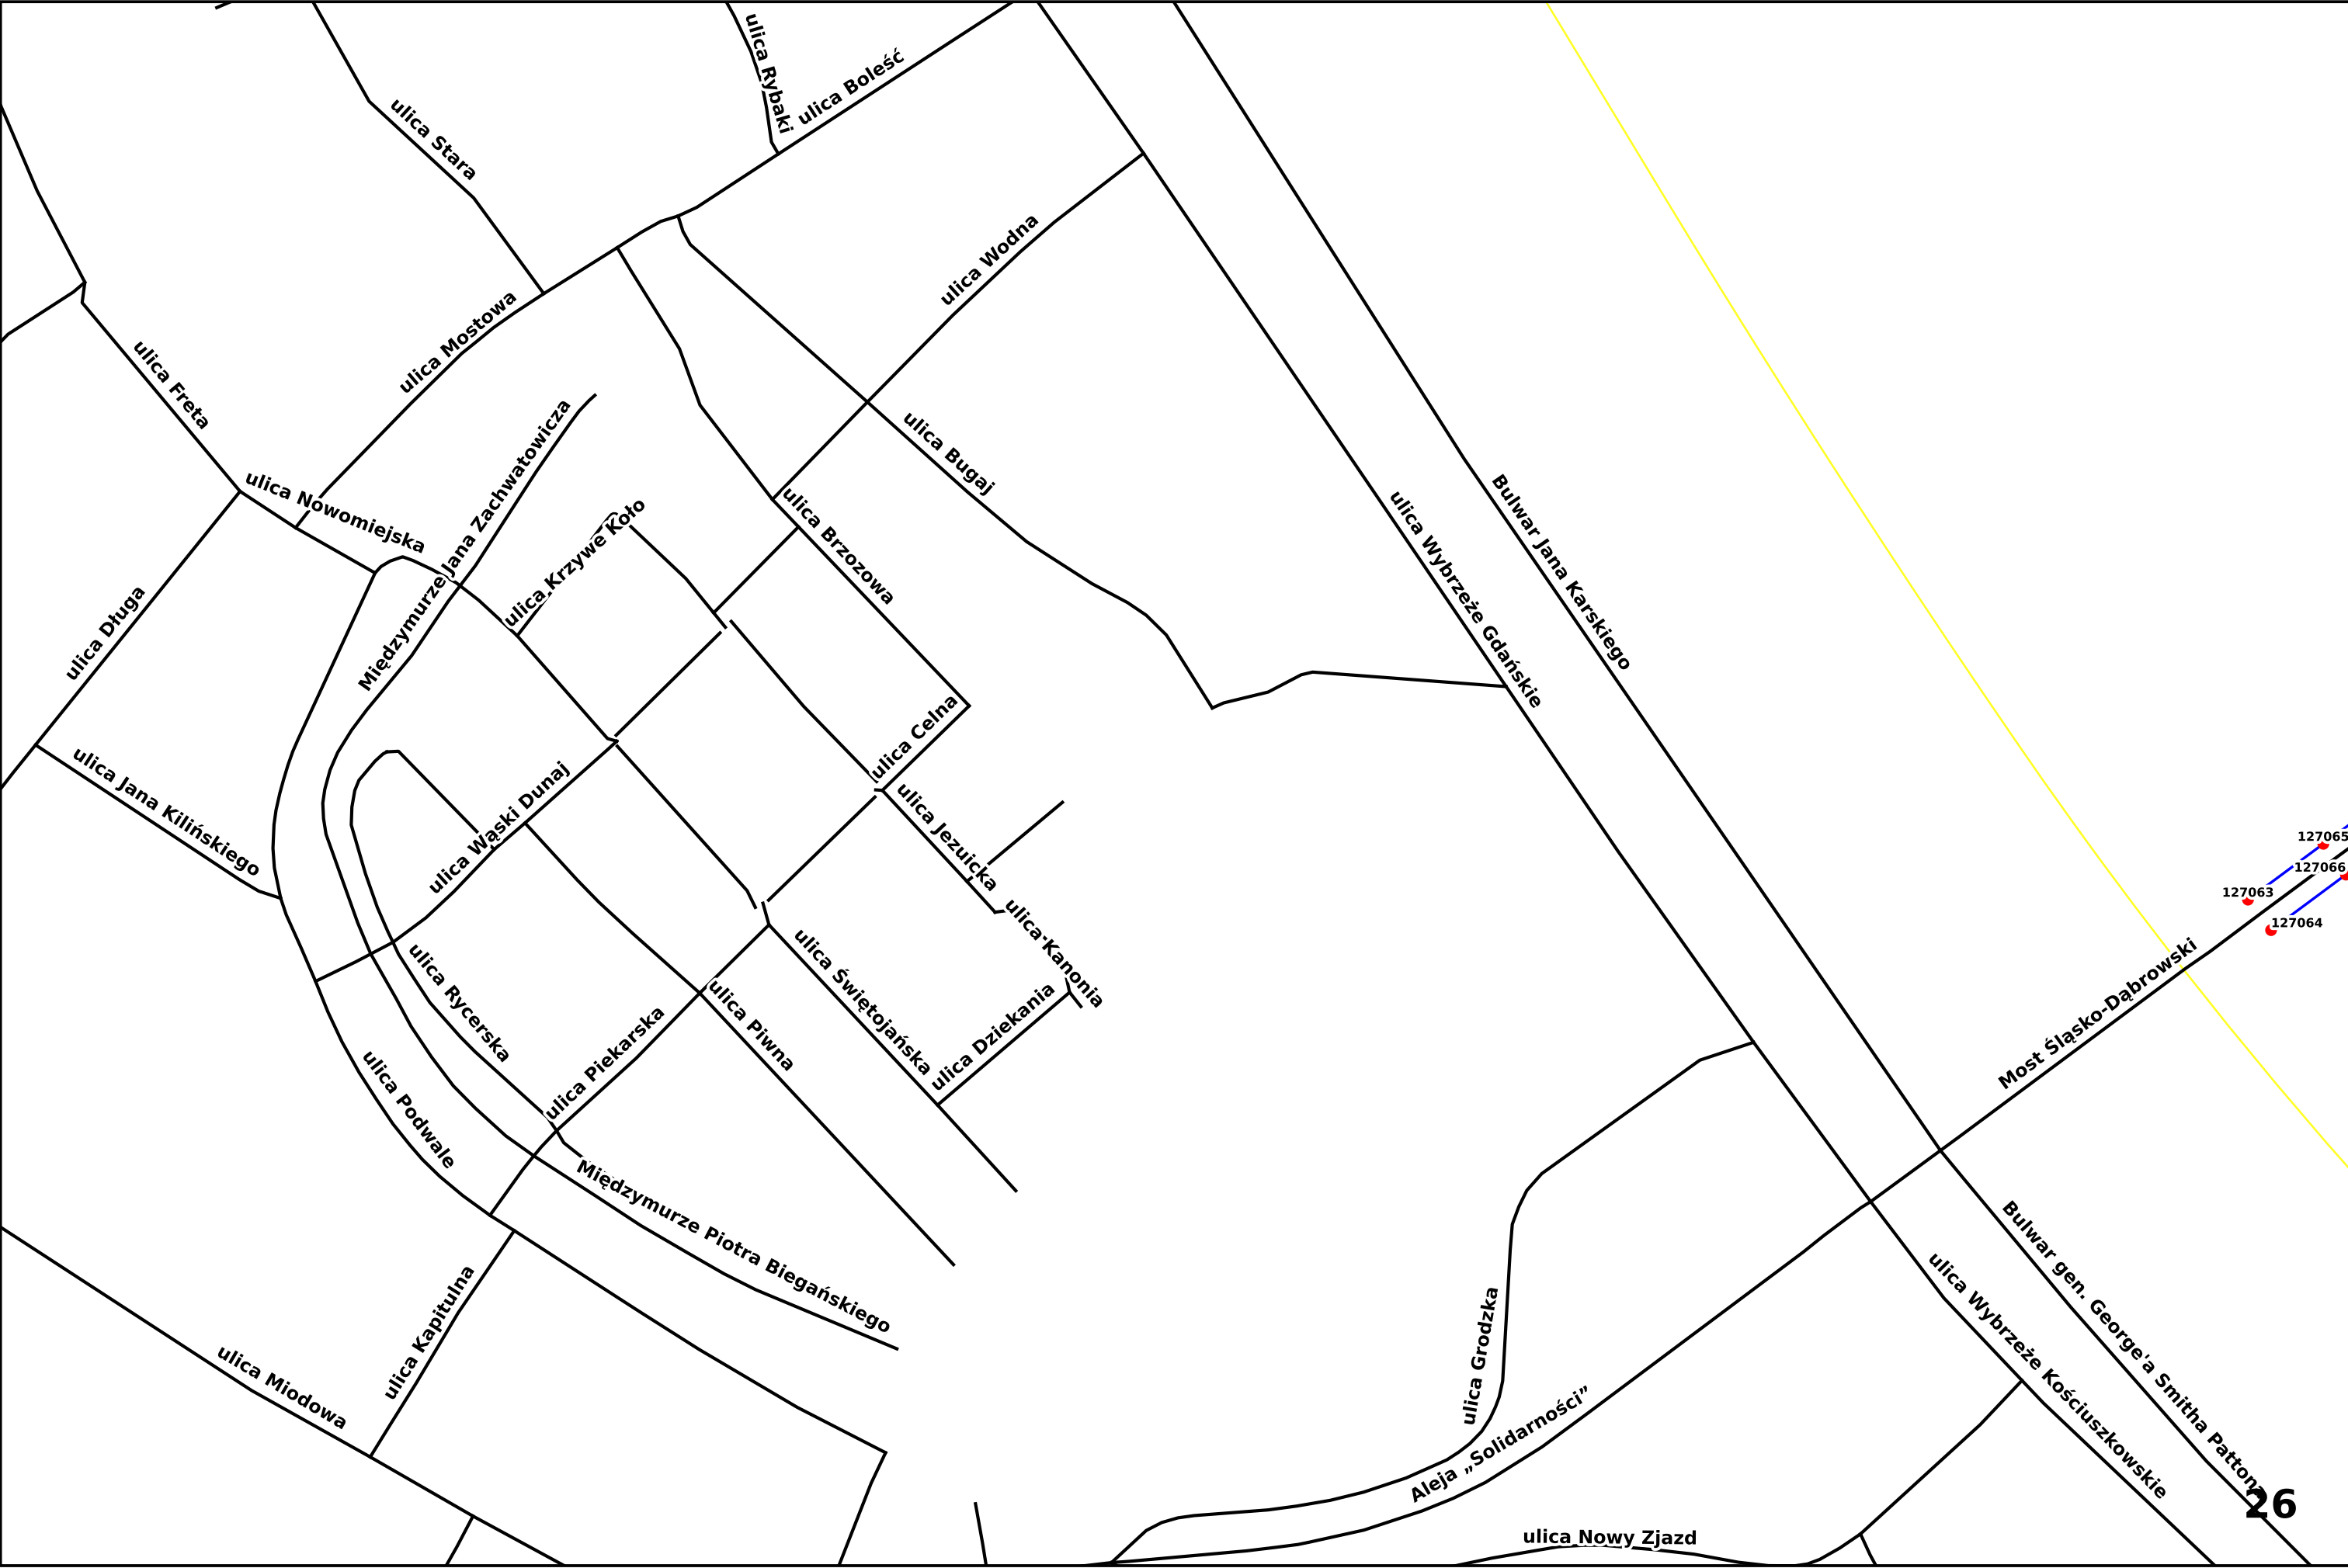 ulica Rybaki
ulica Boleść
ulica Stara
ulica Wodna
ulica Mostowa
ulica Freta
ulica Bugaj
ulica Nowomiejska
Międzymurze Jana Zachwatowicza
ulica Krzywe Koło
ulica Brzozowa
ulica Wybrzeże Gdańskie
Bulwar Jana Karskiego
ulica Długa
ulica Celna
ulica Jana Kilińskiego
ulica Wąski Dunaj
ulica Jezuicka
127065
127066
127063
127064
ulica Kanonia
ulica Rycerska
ulica Świętojańska
ulica Dziekania
ulica Piwna
ulica Piekarska
Most Śląsko-Dąbrowski
ulica Podwale
Międzymurze Piotra Biegańskiego
ulica Kapitulna
ulica Miodowa
ulica Grodzka
Aleja „Solidarności”
ulica Wybrzeże Kościuszkowskie
Bulwar gen. George'a Smitha Pattona
26
ulica Nowy Zjazd